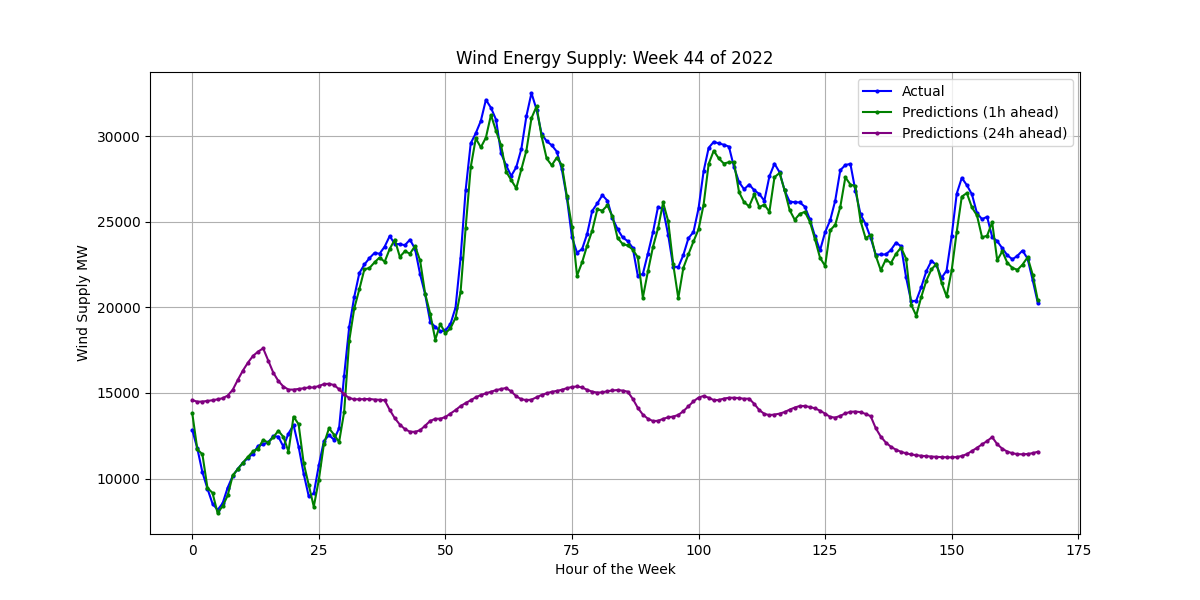 Wind Energy Supply: Week 44 of 2022
Actual
Predictions (1h ahead)
Predictions (24h ahead)
Wind Supply MW
30000
25000
20000
15000
10000
0 25 50 75 100 125 150 175
Hour of the Week